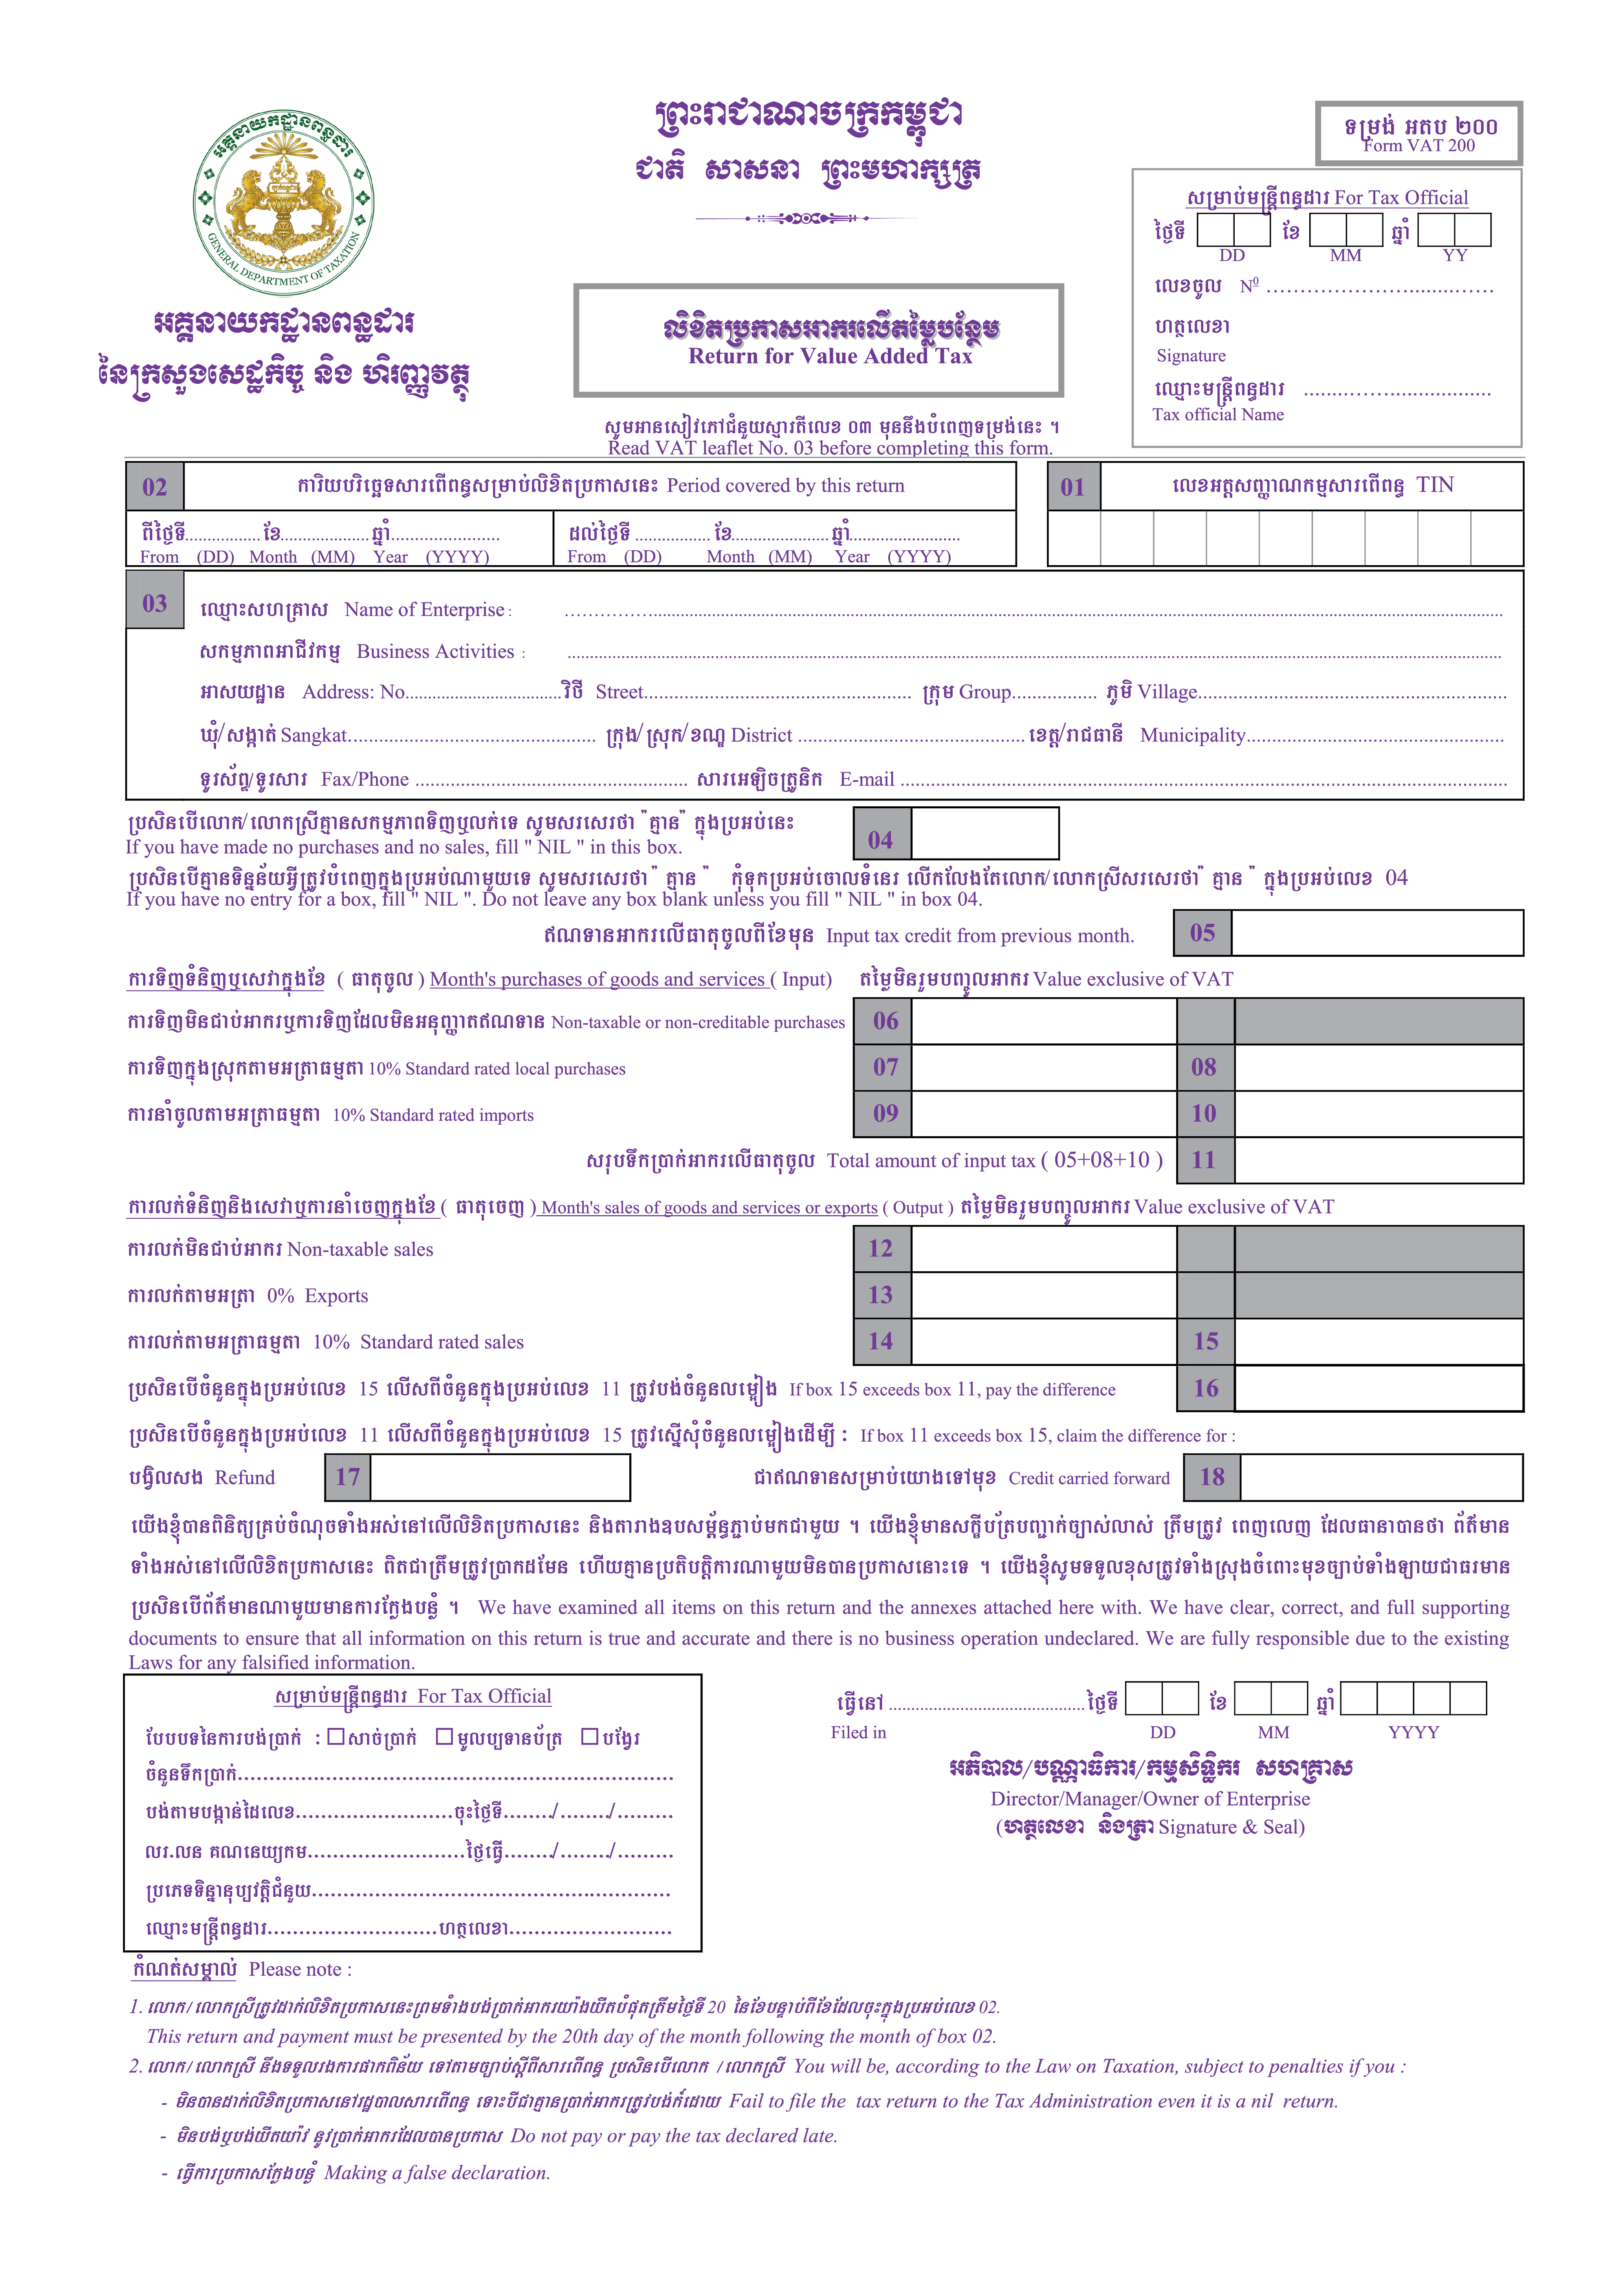 ព្រះរាជាណាចក្រកម្ពុជា
ជាតិ សាសនា ព្រះមហាក្សត្រ
ទម្រង់ អតប ២០០
Form VAT 200
អគ្គនាយកដ្ឋានពន្ធដារ
GENERAL DEPARTMENT OF TAXATION
អគ្គនាយកដ្ឋានពន្ធដារ
នៃក្រសួងសេដ្ឋកិច្ច និង ហិរញ្ញវត្ថុ
លិខិតប្រកាសអាករលើតម្លៃបន្ថែម
Return for Value Added Tax
សូមអានសៀវភៅជំនួយស្មារតីលេខ ០៣ មុននឹងបំពេញទម្រង់នេះ ។
Read VAT leaflet No. 03 before completing this form.
សម្រាប់មន្ត្រីពន្ធដារ For Tax Official
ថ្ងៃទី ខែ ឆ្នាំ
DD MM YY
លេខចូល Nº ........................................
ហត្ថលេខា
Signature
ឈ្មោះមន្ត្រីពន្ធដារ ...................................
Tax official Name
02 ការិយបរិច្ឆេទសារពើពន្ធសម្រាប់លិខិតប្រកាសនេះ Period covered by this return
ពីថ្ងៃទី................. ខែ.................... ឆ្នាំ........................
From (DD) Month (MM) Year (YYYY)
ដល់ថ្ងៃទី ................. ខែ...................... ឆ្នាំ.........................
From (DD) Month (MM) Year (YYYY)
01 លេខអត្តសញ្ញាណកម្មសារពើពន្ធ TIN
03 ឈ្មោះសហគ្រាស Name of Enterprise : ................................................
សកម្មភាពអាជីវកម្ម Business Activities : ................................................
អាសយដ្ឋាន Address: No................................វិថី Street................................ ក្រុម Group................. ភូមិ Village................................
ឃុំ/សង្កាត់ Sangkat................................ ក្រុង/ស្រុក/ខណ្ឌ District ................................ ខេត្ត/រាជធានី Municipality................................
ទូរស័ព្ទ/ទូរសារ Fax/Phone ................................ សារអេឡិចត្រូនិក E-mail ................................
ប្រសិនបើលោក/លោកស្រីគ្មានសកម្មភាពទិញឬលក់ទេ សូមសរសេរថា "គ្មាន" ក្នុងប្រអប់នេះ
If you have made no purchases and no sales, fill " NIL " in this box.
04
ប្រសិនបើគ្មានទិន្នន័យអ្វីត្រូវបំពេញក្នុងប្រអប់ណាមួយទេ សូមសរសេរថា " គ្មាន " កុំទុកប្រអប់ចោលទំនេរ លើកលែងតែលោក/លោកស្រីសរសេរថា" គ្មាន " ក្នុងប្រអប់លេខ 04
If you have no entry for a box, fill " NIL ". Do not leave any box blank unless you fill " NIL " in box 04.
ឥណទានអាករលើធាតុចូលពីខែមុន Input tax credit from previous month. 05
ការទិញទំនិញឬសេវាក្នុងខែ ( ធាតុចូល ) Month's purchases of goods and services ( Input) តម្លៃមិនរួមបញ្ចូលអាករ Value exclusive of VAT
ការទិញមិនជាប់អាករឬការទិញដែលមិនអនុញ្ញាតឥណទាន Non-taxable or non-creditable purchases 06
ការទិញក្នុងស្រុកតាមអត្រាធម្មតា 10% Standard rated local purchases 07 08
ការនាំចូលតាមអត្រាធម្មតា 10% Standard rated imports 09 10
សរុបទឹកប្រាក់អាករលើធាតុចូល Total amount of input tax ( 05+08+10 ) 11
ការលក់ទំនិញនិងសេវាឬការនាំចេញក្នុងខែ ( ធាតុចេញ ) Month's sales of goods and services or exports ( Output ) តម្លៃមិនរួមបញ្ចូលអាករ Value exclusive of VAT
ការលក់មិនជាប់អាករ Non-taxable sales 12
ការលក់តាមអត្រា 0% Exports 13
ការលក់តាមអត្រាធម្មតា 10% Standard rated sales 14 15
ប្រសិនបើចំនួនក្នុងប្រអប់លេខ 15 លើសពីចំនួនក្នុងប្រអប់លេខ 11 ត្រូវបង់ចំនួនលម្អៀង If box 15 exceeds box 11, pay the difference 16
ប្រសិនបើចំនួនក្នុងប្រអប់លេខ 11 លើសពីចំនួនក្នុងប្រអប់លេខ 15 ត្រូវស្នើសុំចំនួនលម្អៀងដើម្បី : If box 11 exceeds box 15, claim the difference for :
បង្វិលសង Refund 17 ជាឥណទានសម្រាប់យោងទៅមុខ Credit carried forward 18
យើងខ្ញុំបានពិនិត្យគ្រប់ចំណុចទាំងអស់នៅលើលិខិតប្រកាសនេះ និងតារាងឧបសម្ព័ន្ធភ្ជាប់មកជាមួយ ។ យើងខ្ញុំមានសក្ខីប័ត្របញ្ជាក់ច្បាស់លាស់ ត្រឹមត្រូវ ពេញលេញ ដែលធានាបានថា ព័ត៌មាន
ទាំងអស់នៅលើលិខិតប្រកាសនេះ ពិតជាត្រឹមត្រូវប្រាកដមែន ហើយគ្មានប្រតិបត្តិការណាមួយមិនបានប្រកាសនោះទេ ។ យើងខ្ញុំសូមទទួលខុសត្រូវទាំងស្រុងចំពោះមុខច្បាប់ទាំងឡាយជាធរមាន
ប្រសិនបើព័ត៌មានណាមួយមានការក្លែងបន្លំ ។ We have examined all items on this return and the annexes attached here with. We have clear, correct, and full supporting
documents to ensure that all information on this return is true and accurate and there is no business operation undeclared. We are fully responsible due to the existing
Laws for any falsified information.
សម្រាប់មន្ត្រីពន្ធដារ For Tax Official
បែបបទនៃការបង់ប្រាក់ : □សាច់ប្រាក់ □មូលប្បទានប័ត្រ □បង្វែរ
ចំនួនទឹកប្រាក់................................................
បង់តាមបង្កាន់ដៃលេខ.........................ចុះថ្ងៃទី......../......../.........
លរ.លន គណនេយ្យកម.........................ថ្ងៃធ្វើ......../......../.........
ប្រភេទទិន្នានុប្បវត្តិជំនួយ................................................
ឈ្មោះមន្ត្រីពន្ធដារ...........................ហត្ថលេខា..........................
ធ្វើនៅ ........................................... ថ្ងៃទី ខែ ឆ្នាំ
Filed in DD MM YYYY
អភិបាល/បណ្ណាធិការ/កម្មសិទ្ធិករ សហគ្រាស
Director/Manager/Owner of Enterprise
(ហត្ថលេខា និងត្រា Signature & Seal)
កំណត់សម្គាល់ Please note :
1. លោក/លោកស្រីត្រូវដាក់លិខិតប្រកាសនេះព្រមទាំងបង់ប្រាក់អាករយ៉ាងយឺតបំផុតត្រឹមថ្ងៃទី 20 នៃខែបន្ទាប់ពីខែដែលចុះក្នុងប្រអប់លេខ 02.
This return and payment must be presented by the 20th day of the month following the month of box 02.
2. លោក/លោកស្រី នឹងទទួលរងការផាកពិន័យ ទៅតាមច្បាប់ស្តីពីសារពើពន្ធ ប្រសិនបើលោក /លោកស្រី You will be, according to the Law on Taxation, subject to penalties if you :
- មិនបានដាក់លិខិតប្រកាសនៅរដ្ឋបាលសារពើពន្ធ ទោះបីជាគ្មានប្រាក់អាករត្រូវបង់ក៏ដោយ Fail to file the tax return to the Tax Administration even it is a nil return.
- មិនបង់ឬបង់យឺតយ៉ាវ នូវប្រាក់អាករដែលបានប្រកាស Do not pay or pay the tax declared late.
- ធ្វើការប្រកាសក្លែងបន្លំ Making a false declaration.